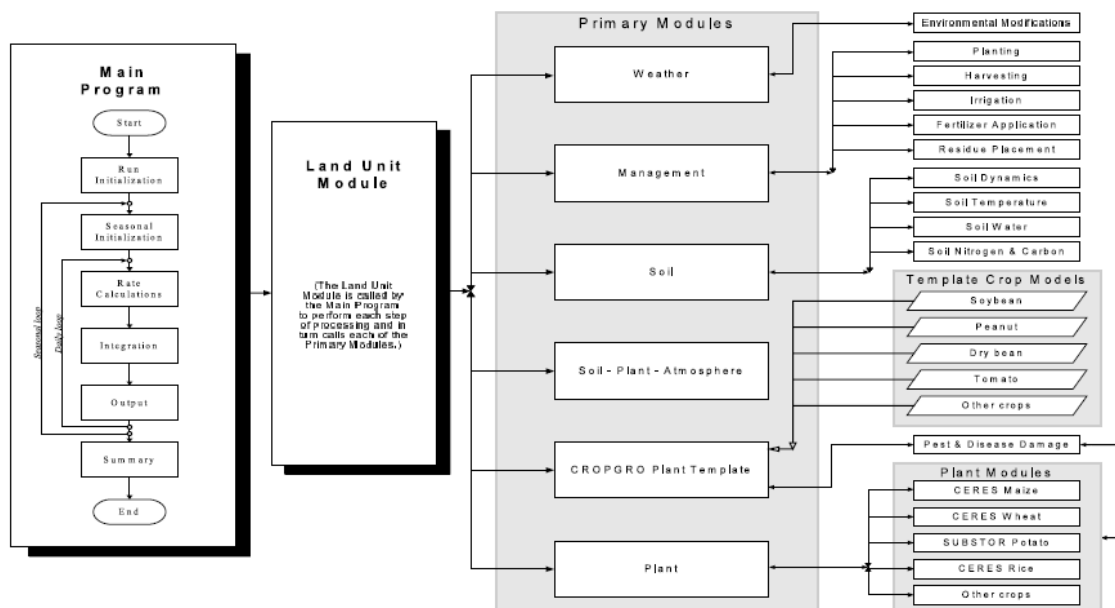 Main
Program
Start
Run
Initialization
Seasonal
Initialization
Rate
Calculations
Integration
Output
Summary
End
Seasonal loop
Daily loop
Land Unit
Module
(The Land Unit
Module is called by
the Main Program
to perform each step
of processing and in
turn calls each of the
Primary Modules.)
Primary Modules
Weather
Management
Soil
Soil - Plant - Atmosphere
CROPGRO Plant Template
Plant
Environmental Modifications
Planting
Harvesting
Irrigation
Fertilizer Application
Residue Placement
Soil Dynamics
Soil Temperature
Soil Water
Soil Nitrogen & Carbon
Template Crop Models
Soybean
Peanut
Dry bean
Tomato
Other crops
Pest & Disease Damage
Plant Modules
CERES Maize
CERES Wheat
SUBSTOR Potato
CERES Rice
Other crops